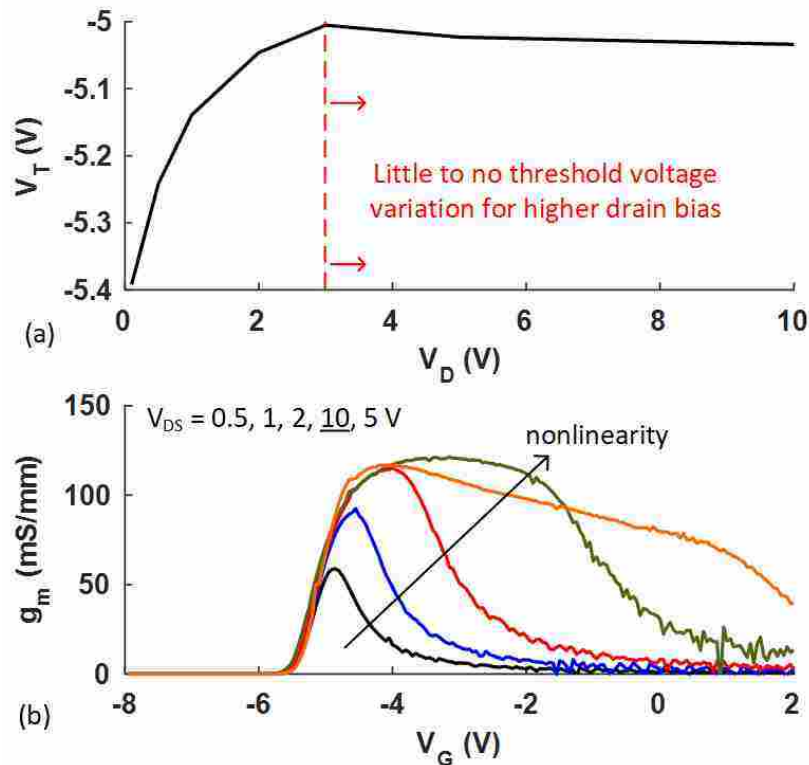 -5
-5.1
-5.2
-5.3
-5.4
V_T (V)
Little to no threshold voltage
variation for higher drain bias
0 2 4 6 8 10
V_D (V)
(a)
150
100
50
0
g_m (mS/mm)
V_DS = 0.5, 1, 2, 10, 5 V
nonlinearity
-8 -6 -4 -2 0 2
V_G (V)
(b)